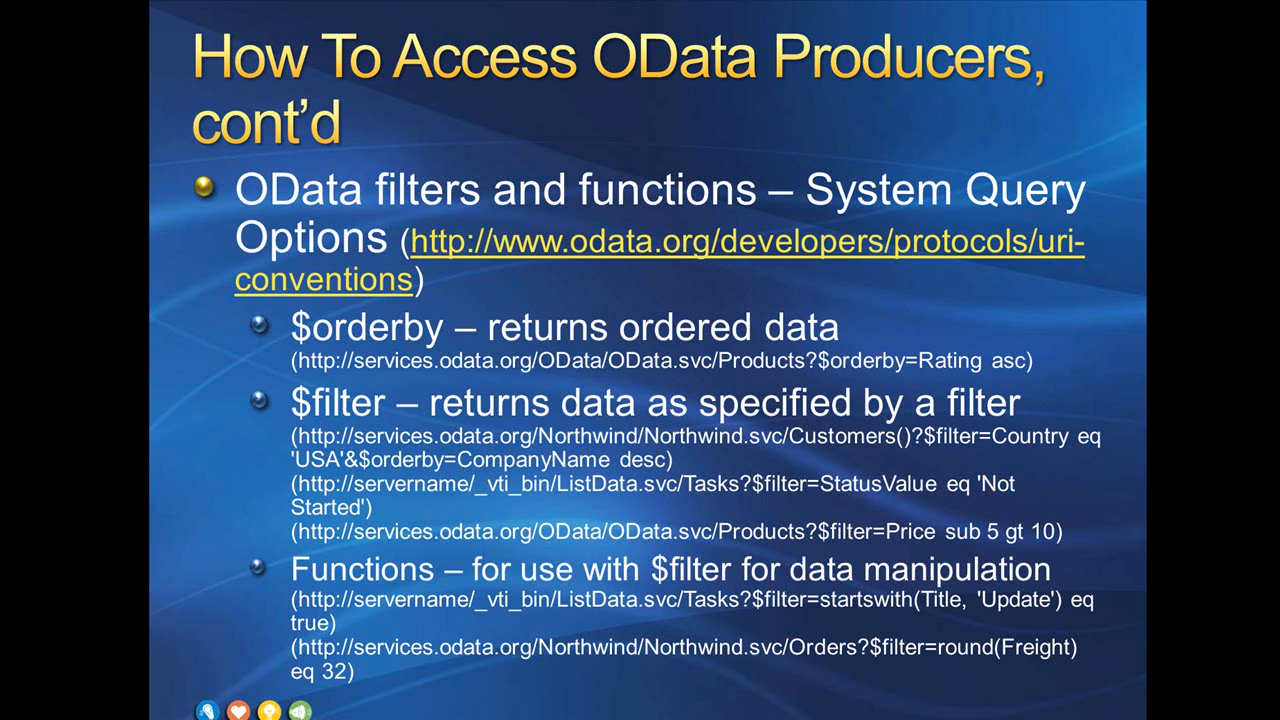 How To Access OData Producers,
cont’d
OData filters and functions – System Query
Options (http://www.odata.org/developers/protocols/uri-
conventions)
$orderby – returns ordered data
(http://services.odata.org/OData/OData.svc/Products?$orderby=Rating asc)
$filter – returns data as specified by a filter
(http://services.odata.org/Northwind/Northwind.svc/Customers()?$filter=Country eq
'USA'&$orderby=CompanyName desc)
(http://servername/_vti_bin/ListData.svc/Tasks?$filter=StatusValue eq 'Not
Started')
(http://services.odata.org/OData/OData.svc/Products?$filter=Price sub 5 gt 10)
Functions – for use with $filter for data manipulation
(http://servername/_vti_bin/ListData.svc/Tasks?$filter=startswith(Title, 'Update') eq
true)
(http://services.odata.org/Northwind/Northwind.svc/Orders?$filter=round(Freight)
eq 32)